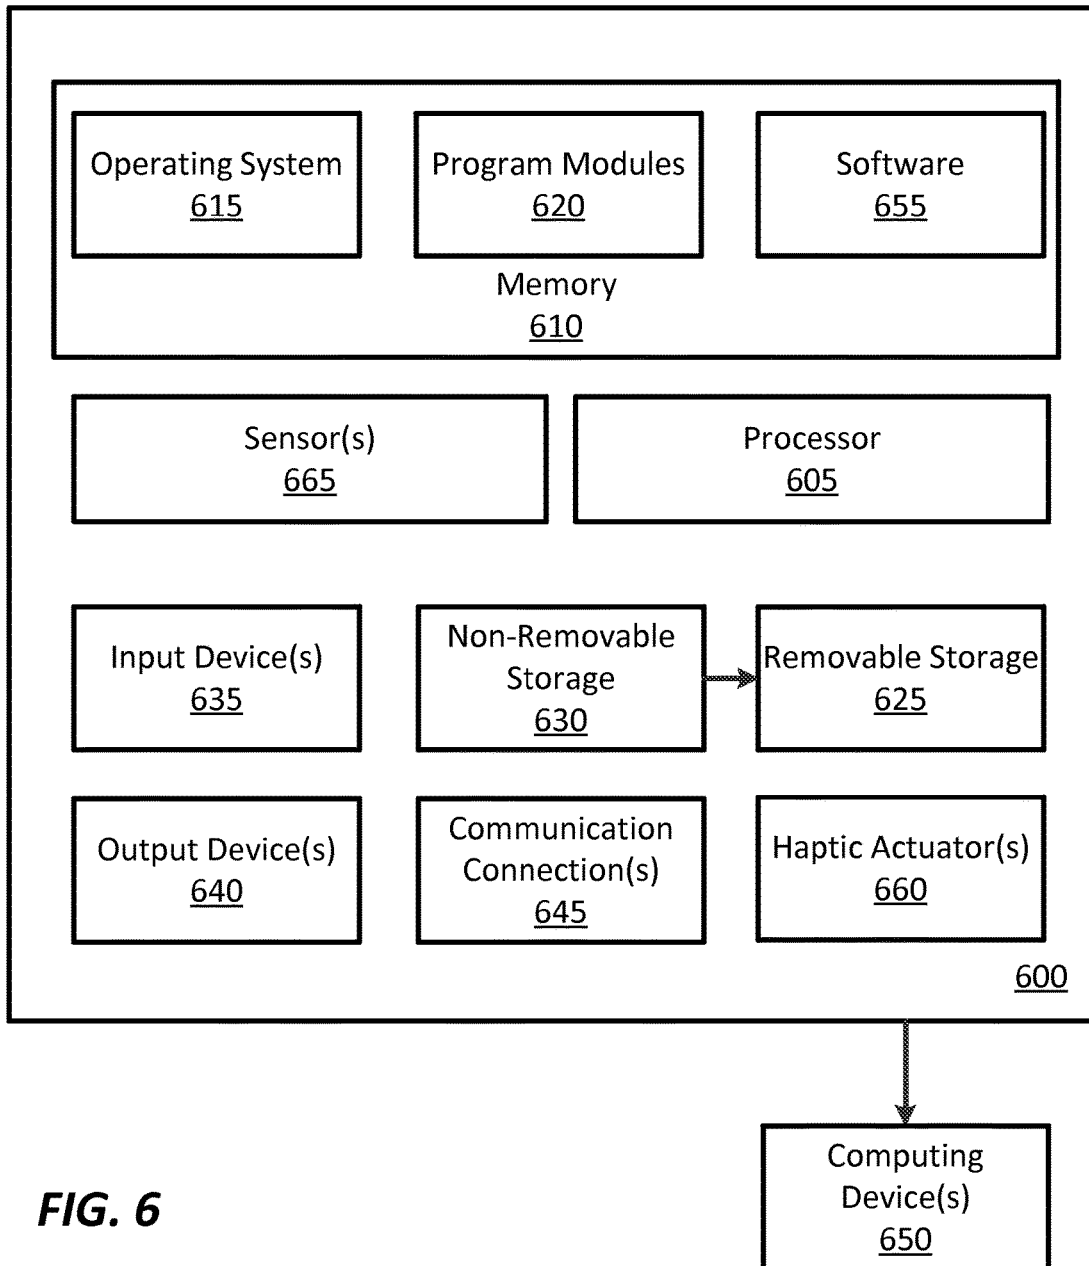 Operating System
615
Program Modules
620
Software
655
Memory
610
Sensor(s)
665
Processor
605
Input Device(s)
635
Non-Removable
Storage
630
Removable Storage
625
Output Device(s)
640
Communication
Connection(s)
645
Haptic Actuator(s)
660
600
Computing
Device(s)
650
FIG. 6